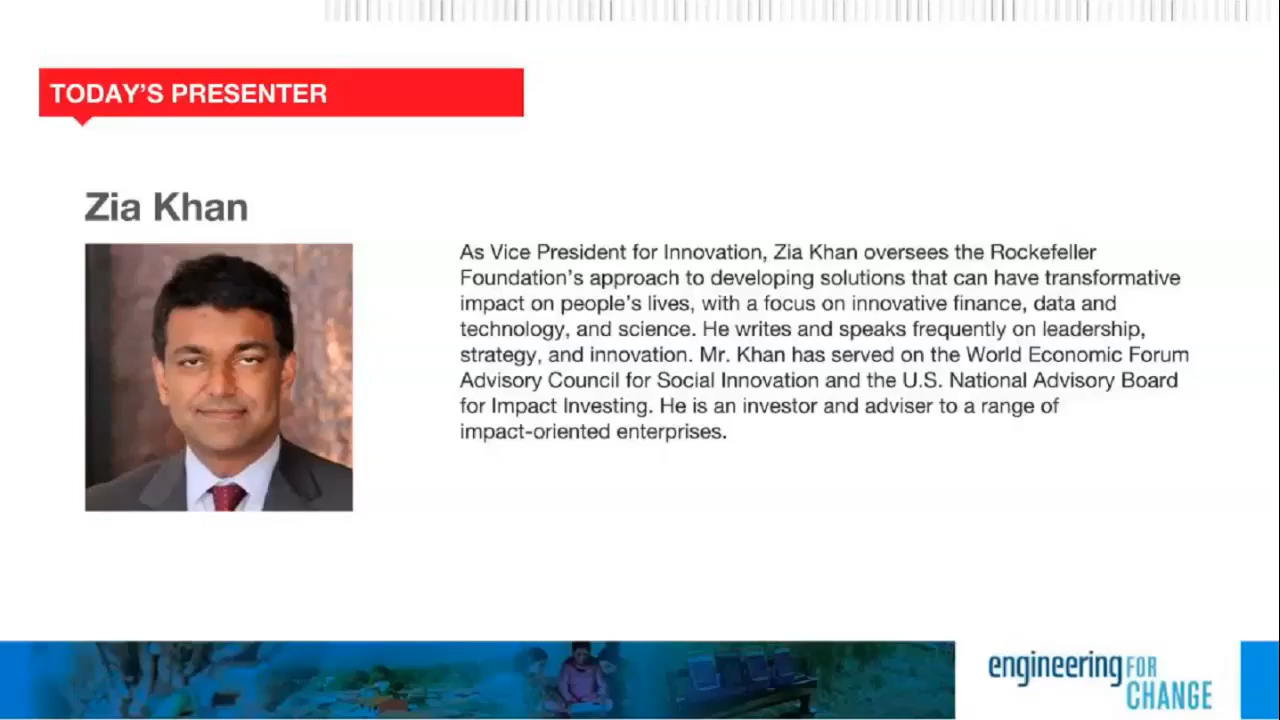 TODAY'S PRESENTER
Zia Khan
As Vice President for Innovation, Zia Khan oversees the Rockefeller
Foundation's approach to developing solutions that can have transformative
impact on people's lives, with a focus on innovative finance, data and
technology, and science. He writes and speaks frequently on leadership,
strategy, and innovation. Mr. Khan has served on the World Economic Forum
Advisory Council for Social Innovation and the U.S. National Advisory Board
for Impact Investing. He is an investor and adviser to a range of
impact-oriented enterprises.
engineering FOR
CHANGE